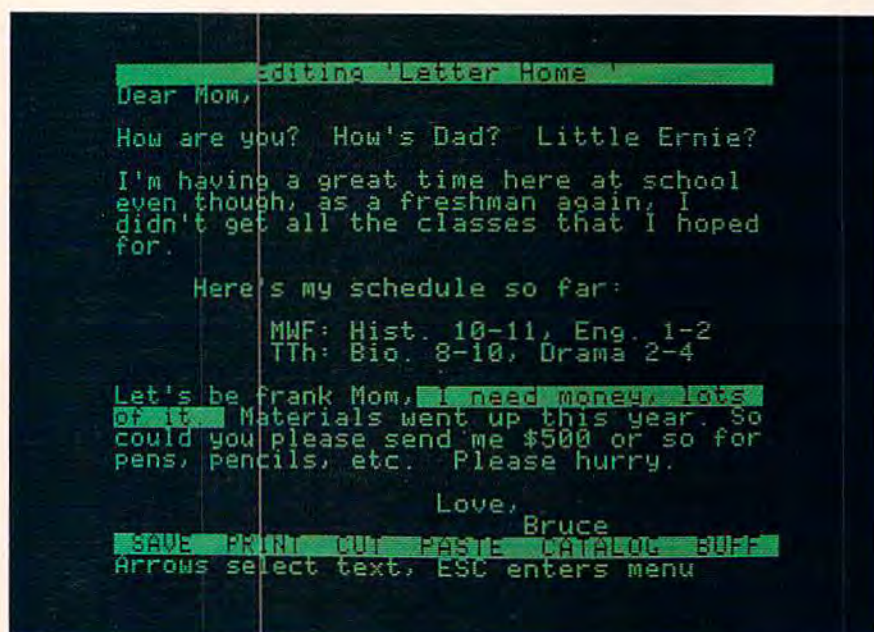 Editing 'Letter Home '
Dear Mom,
How are you?  How's Dad?  Little Ernie?
I'm having a great time here at school
even though, as a freshman again, I
didn't get all the classes that I hoped
for.
Here's my schedule so far:
MWF: Hist. 10-11, Eng. 1-2
TTh: Bio. 8-10, Drama 2-4
Let's be frank Mom, I need money, lots
of it. Materials went up this year. So
could you please send me $500 or so for
pens, pencils, etc.  Please hurry.
Love,
Bruce
SAVE  PRINT  CUT  PASTE  CATALOG  BUFF
Arrows select text, ESC enters menu